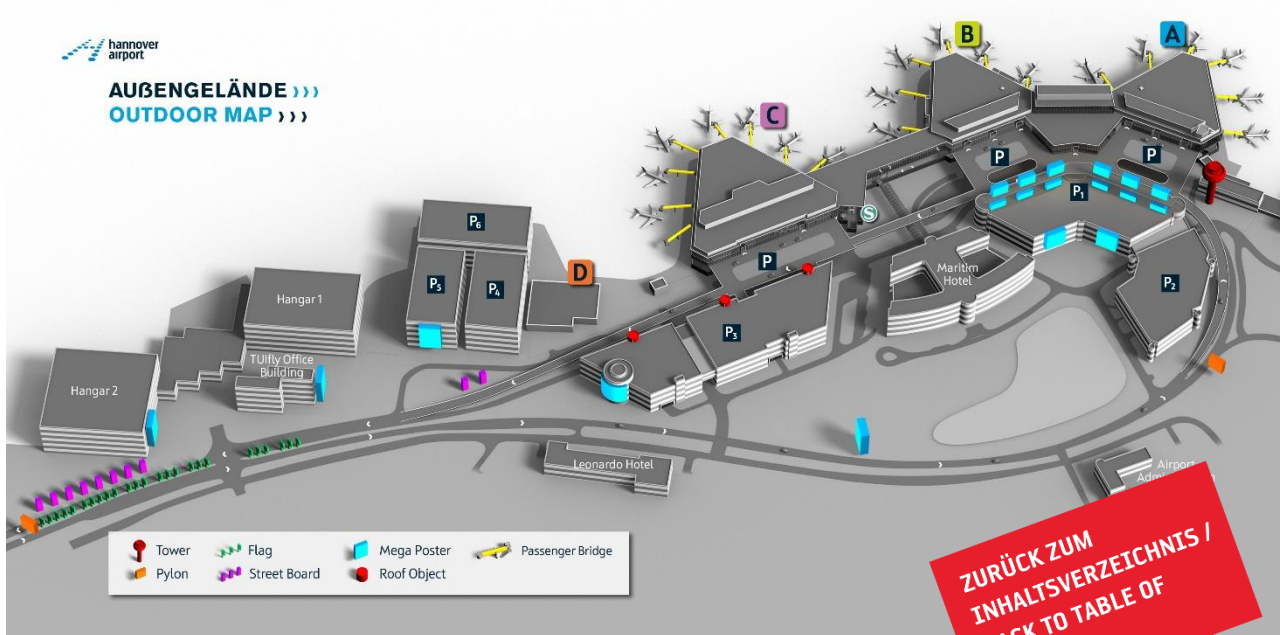 hannover
airport
AUẞENGELÄNDE ›››
OUTDOOR MAP ›››
B
A
C
P
P
P₁
S
P₆
P
Maritim
Hotel
P₂
D
P₅
P₄
Hangar 1
P₃
TUIfly Office
Building
Hangar 2
Leonardo Hotel
Airport
Tower
Flag
Mega Poster
Passenger Bridge
Pylon
Street Board
Roof Object
ZURÜCK ZUM
INHALTSVERZEICHNIS /
TO TABLE OF